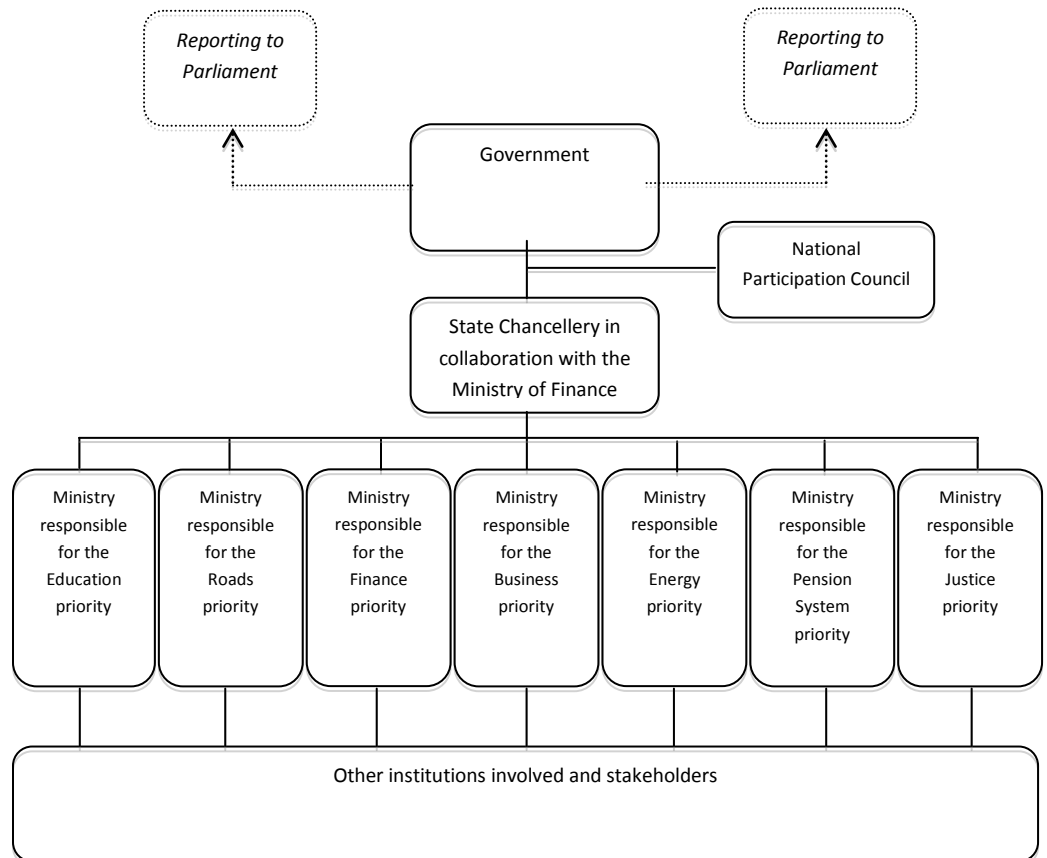 Reporting to
Parliament
Reporting to
Parliament
Government
National
Participation Council
State Chancellery in
collaboration with the
Ministry of Finance
Ministry
responsible
for the
Education
priority
Ministry
responsible
for the
Roads
priority
Ministry
responsible
for the
Finance
priority
Ministry
responsible
for the
Business
priority
Ministry
responsible
for the
Energy
priority
Ministry
responsible
for the
Pension
System
priority
Ministry
responsible
for the
Justice
priority
Other institutions involved and stakeholders